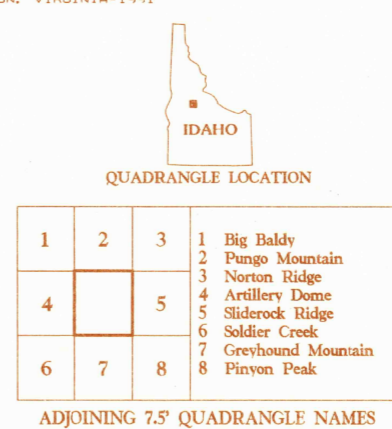 VIRGINIA-1991
IDAHO
QUADRANGLE LOCATION
1 2 3
4 5
6 7 8
1 Big Baldy
2 Pungo Mountain
3 Norton Ridge
4 Artillery Dome
5 Sliderock Ridge
6 Soldier Creek
7 Greyhound Mountain
8 Pinyon Peak
ADJOINING 7.5' QUADRANGLE NAMES